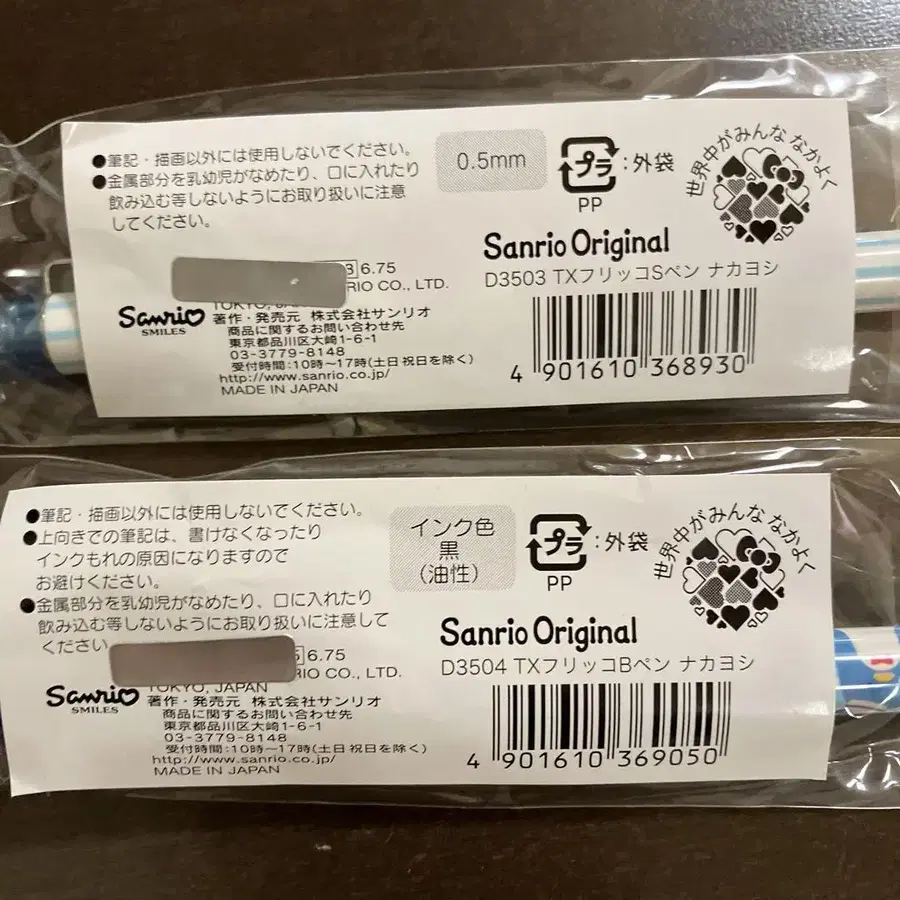 ●筆記・描画以外には使用しないでください。
●金属部分を乳幼児がなめたり、口に入れたり
飲み込む等しないようにお取り扱いに注意
してください。
0.5mm
プラ
:外袋
PP
世界中がみんななかよく
Sanrio Original
D3503 TXフリッコSペン ナカヨシ
6.75
RIO CO., LTD.
Sanrio
SMILES
著作・発売元 株式会社サンリオ
商品に関するお問い合わせ先
東京都品川区大崎1-6-1
03-3779-8148
受付時間:10時～17時(土日祝日を除く)
http://www.sanrio.co.jp/
MADE IN JAPAN
4 901610 368930
●筆記・描画以外には使用しないでください。
●上向きでの筆記は、書けなくなったり
インクもれの原因になりますので
お避けください。
●金属部分を乳幼児がなめたり、口に入れたり
飲み込む等しないようにお取り扱いに注意して
ください
インク色
黒
(油性)
プラ
:外袋
PP
世界中がみんななかよく
Sanrio Original
D3504 TXフリッコBペン ナカヨシ
6.75
RIO CO., LTD.
TOKYO, JAPAN
Sanrio
SMILES
著作・発売元 株式会社サンリオ
商品に関するお問い合わせ先
東京都品川区大崎1-6-1
03-3779-8148
受付時間:10時～17時(土日祝日を除く)
http://www.sanrio.co.jp/
MADE IN JAPAN
4 901610 369050